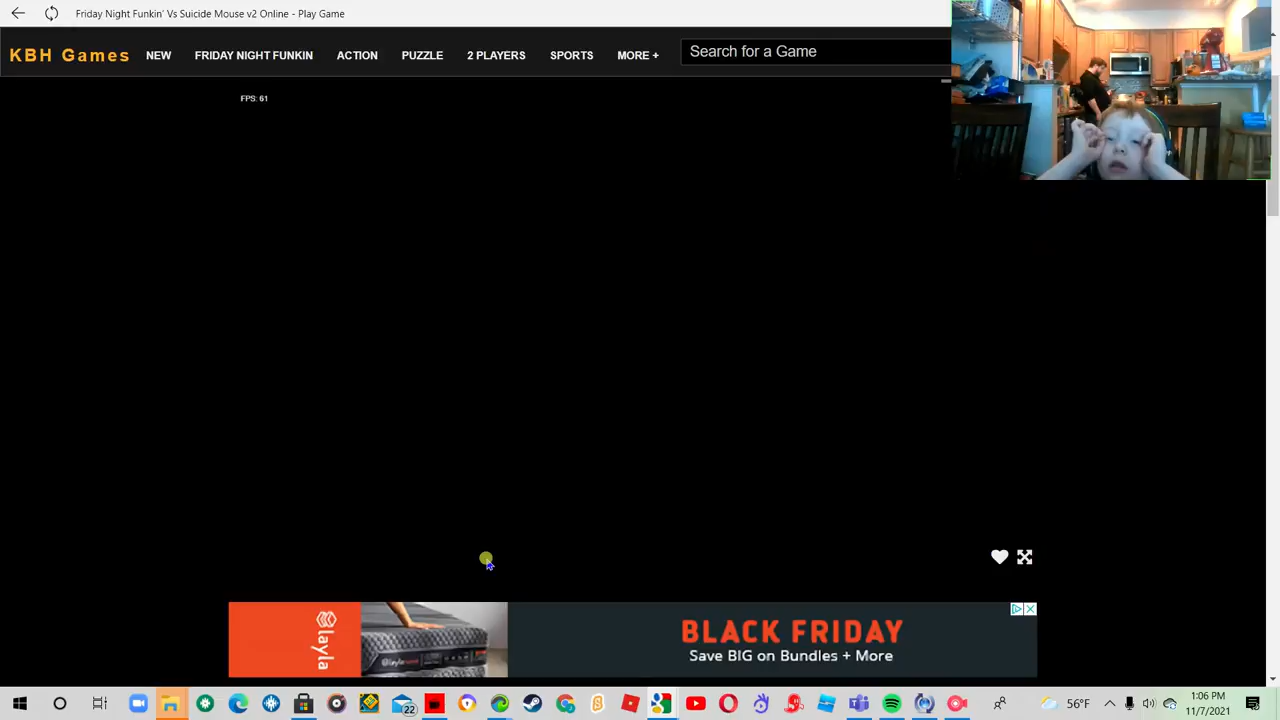 Friday Night Funkin' Vs Suicide Mouse v2 Online - Play Game
KBH Games NEW FRIDAY NIGHT FUNKIN ACTION PUZZLE 2 PLAYERS SPORTS MORE + Search for a Game
FPS: 61
layla
BLACK FRIDAY
Save BIG on Bundles + More
22
56°F
1:06 PM
11/7/2021